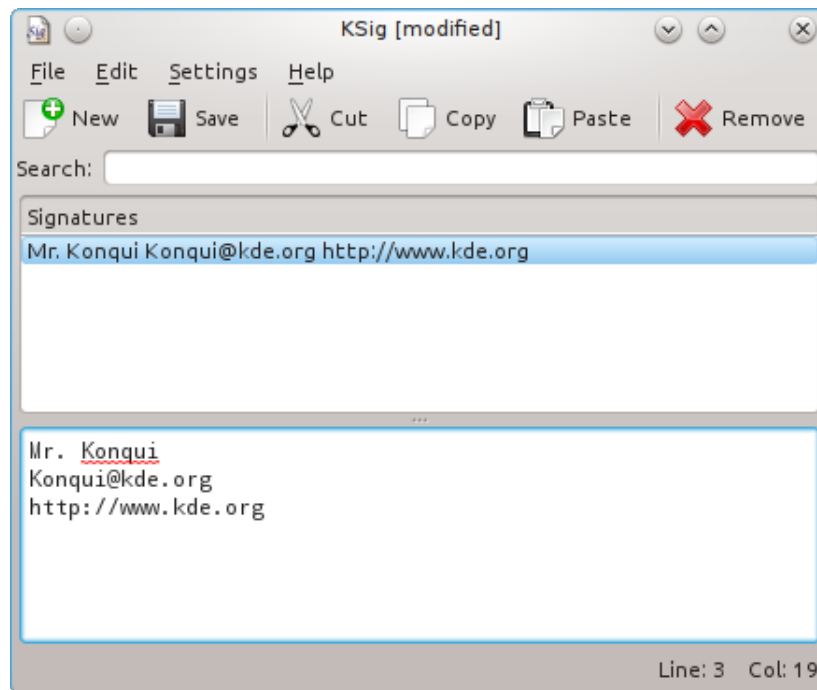 KSig [modified]
File Edit Settings Help
New Save Cut Copy Paste Remove
Search:
Signatures
Mr. Konqui Konqui@kde.org http://www.kde.org
Mr. Konqui
Konqui@kde.org
http://www.kde.org
Line: 3 Col: 19